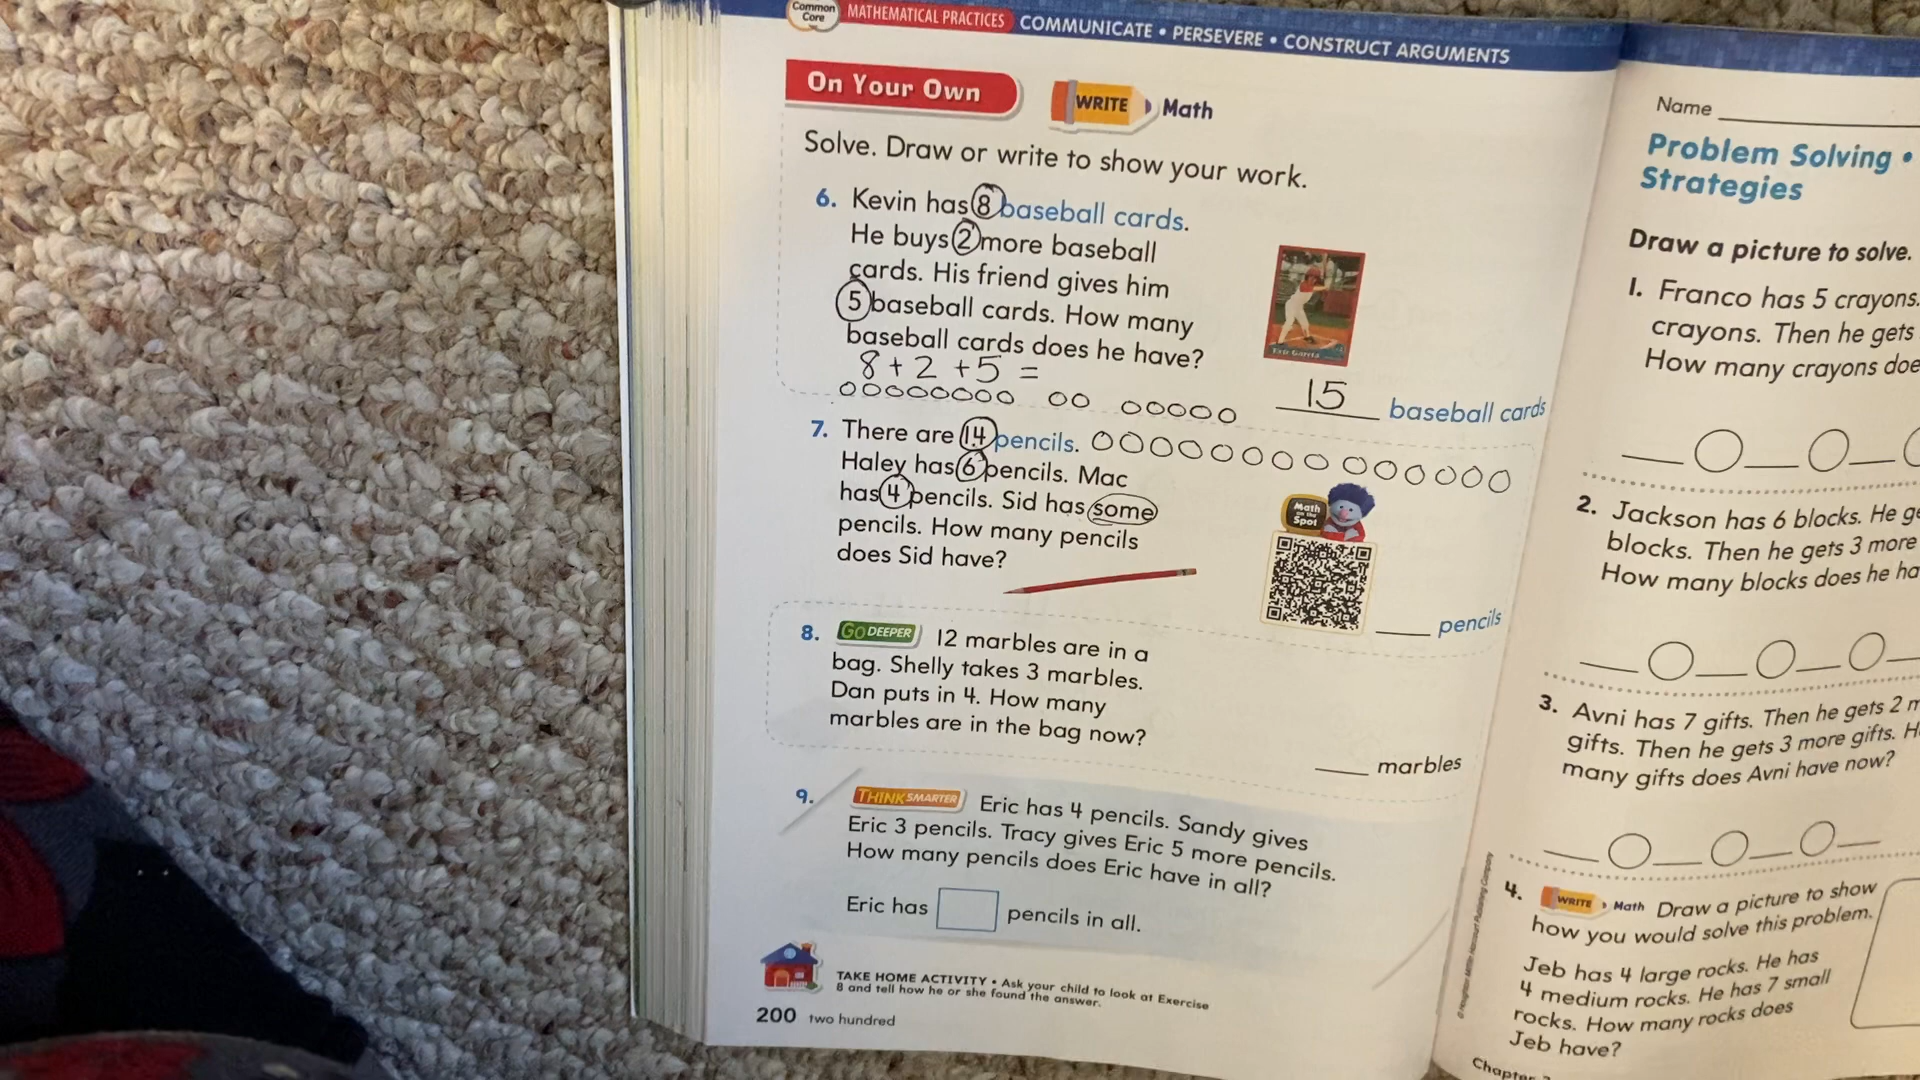 Common Core MATHEMATICAL PRACTICES COMMUNICATE • PERSEVERE • CONSTRUCT ARGUMENTS
On Your Own
WRITE Math
Solve. Draw or write to show your work.
6. Kevin has 8 baseball cards.
He buys 2 more baseball
cards. His friend gives him
5 baseball cards. How many
baseball cards does he have?
8 + 2 + 5 =
15 baseball cards
7. There are 14 pencils.
Haley has 6 pencils. Mac
has 4 pencils. Sid has some
pencils. How many pencils
does Sid have?
Math on the Spot
___ pencils
8. GO DEEPER 12 marbles are in a
bag. Shelly takes 3 marbles.
Dan puts in 4. How many
marbles are in the bag now?
___ marbles
9. THINK SMARTER Eric has 4 pencils. Sandy gives
Eric 3 pencils. Tracy gives Eric 5 more pencils.
How many pencils does Eric have in all?
Eric has pencils in all.
TAKE HOME ACTIVITY • Ask your child to look at Exercise
8 and tell how he or she found the answer.
200 two hundred
Name
Problem Solving •
Strategies
Draw a picture to solve.
1. Franco has 5 crayons.
crayons. Then he gets
How many crayons doe
2. Jackson has 6 blocks. He ge
blocks. Then he gets 3 more
How many blocks does he ha
3. Avni has 7 gifts. Then he gets 2 m
gifts. Then he gets 3 more gifts. H
many gifts does Avni have now?
4. WRITE Math Draw a picture to show
how you would solve this problem.
Jeb has 4 large rocks. He has
4 medium rocks. He has 7 small
rocks. How many rocks does
Jeb have?
© Houghton Mifflin Harcourt Publishing Company
Chapter